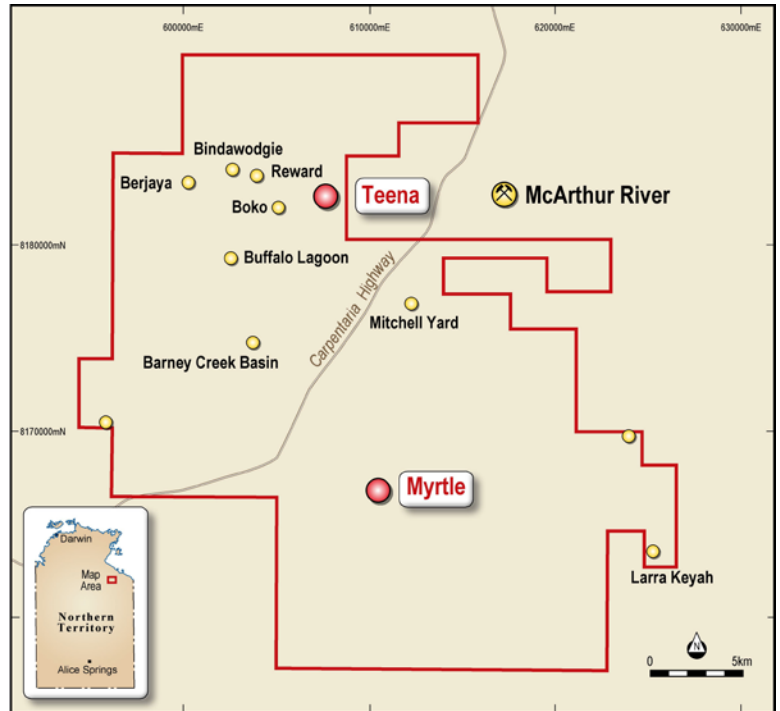 600000mE
610000mE
620000mE
630000mE
Bindawodgie
Reward
Berjaya
Boko
Teena
McArthur River
8180000mN
Buffalo Lagoon
Carpentaria Highway
Mitchell Yard
Barney Creek Basin
8170000mN
Myrtle
Darwin
Map
Area
Northern
Territory
Alice Springs
Larra Keyah
N
0
5km